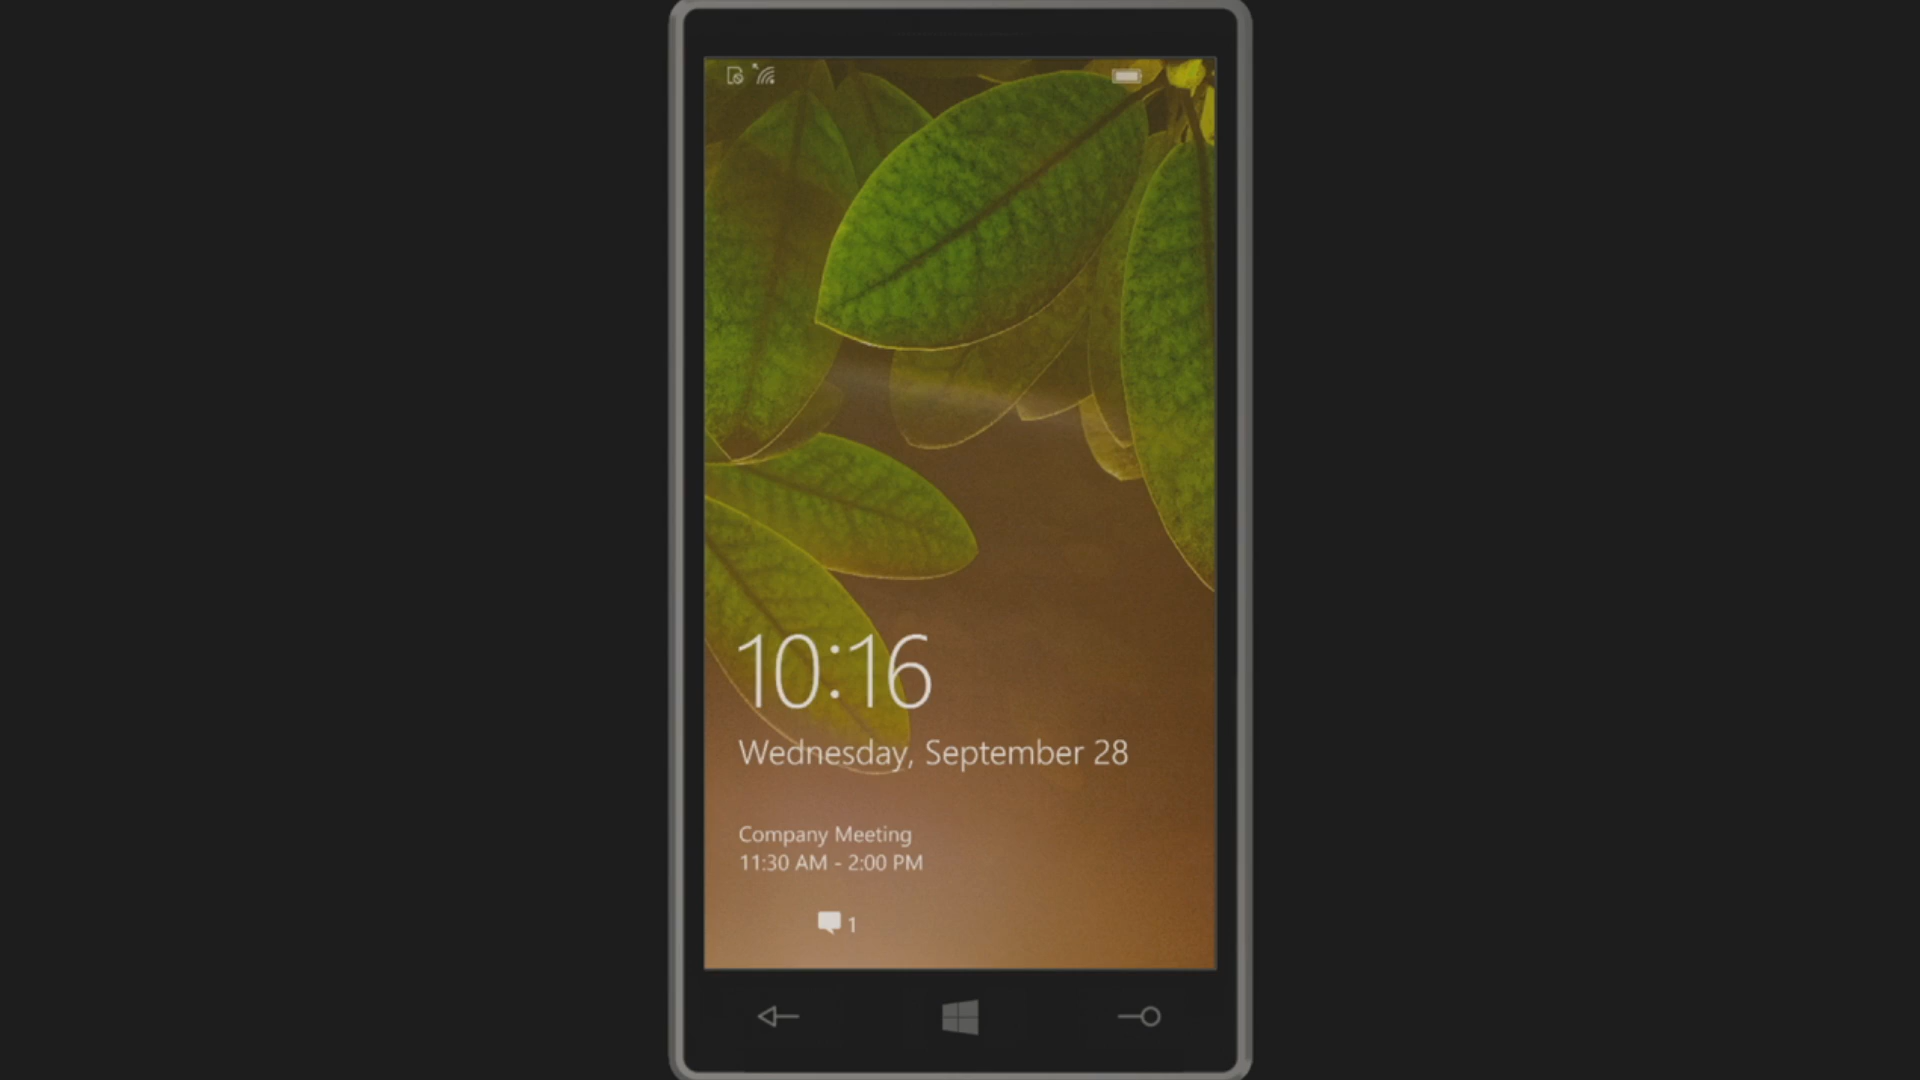 10:16
Wednesday, September 28
Company Meeting
11:30 AM - 2:00 PM
1